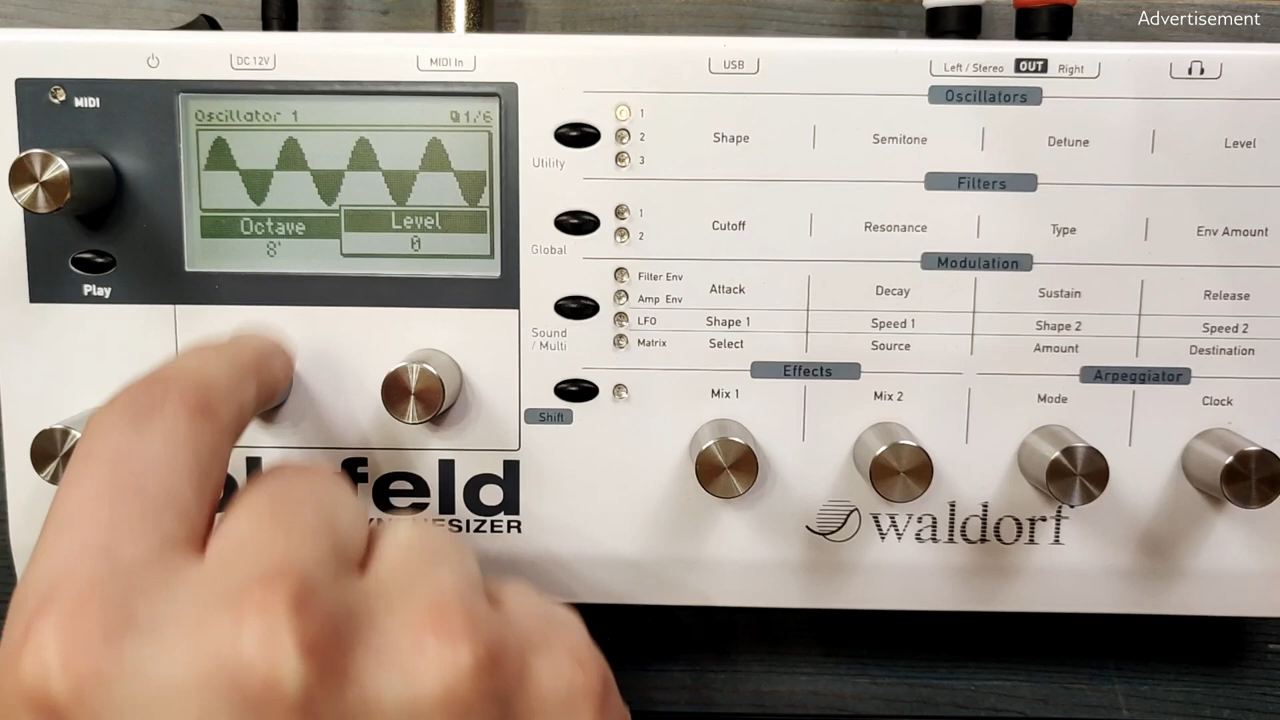 Advertisement
DC 12V
MIDI In
USB
Left / Stereo OUT Right
MIDI
Oscillator 1
1/6
Octave
Level
8'
0
Play
Utility
Global
Sound / Multi
Shift
Oscillators
1
2
3
Shape
Semitone
Detune
Level
Filters
1
2
Cutoff
Resonance
Type
Env Amount
Modulation
Filter Env
Amp Env
LFO
Matrix
Attack
Decay
Sustain
Release
Shape 1
Speed 1
Shape 2
Speed 2
Select
Source
Amount
Destination
Effects
Arpeggiator
Mix 1
Mix 2
Mode
Clock
feld
waldorf